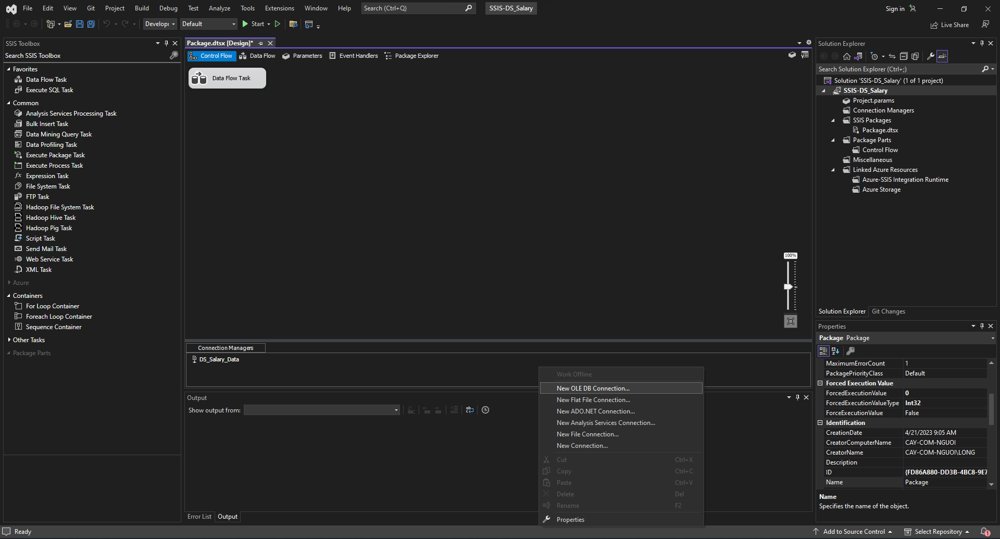 File Edit View Git Project Build Debug Test Analyze Tools Extensions Window Help Search (Ctrl+Q) SSIS-DS_Salary Sign in
Developı Default Start Live Share
SSIS Toolbox
Search SSIS Toolbox
Favorites
Data Flow Task
Execute SQL Task
Common
Analysis Services Processing Task
Bulk Insert Task
Data Mining Query Task
Data Profiling Task
Execute Package Task
Execute Process Task
Expression Task
File System Task
FTP Task
Hadoop File System Task
Hadoop Hive Task
Hadoop Pig Task
Script Task
Send Mail Task
Web Service Task
XML Task
Azure
Containers
For Loop Container
Foreach Loop Container
Sequence Container
Other Tasks
Package Parts
Package.dtsx [Design]*
Control Flow Data Flow Parameters Event Handlers Package Explorer
Data Flow Task
100%
Connection Managers
DS_Salary_Data
Output
Show output from:
Error List Output
Work Offline
New OLE DB Connection...
New Flat File Connection...
New ADO.NET Connection...
New Analysis Services Connection...
New File Connection...
New Connection...
Cut Ctrl+X
Copy Ctrl+C
Paste Ctrl+V
Delete Del
Rename F2
Properties
Solution Explorer
Search Solution Explorer (Ctrl+;)
Solution 'SSIS-DS_Salary' (1 of 1 project)
SSIS-DS_Salary
Project.params
Connection Managers
SSIS Packages
Package.dtsx
Package Parts
Control Flow
Miscellaneous
Linked Azure Resources
Azure-SSIS Integration Runtime
Azure Storage
Solution Explorer Git Changes
Properties
Package Package
MaximumErrorCount 1
PackagePriorityClass Default
Forced Execution Value
ForcedExecutionValue 0
ForcedExecutionValueType Int32
ForceExecutionValue False
Identification
CreationDate 4/21/2023 9:05 AM
CreatorComputerName CAY-COM-NGUOI
CreatorName CAY-COM-NGUOI\LONG
Description
ID {FD86A880-DD3B-4BC8-9E7
Name Package
Name
Specifies the name of the object.
Ready Add to Source Control Select Repository 1